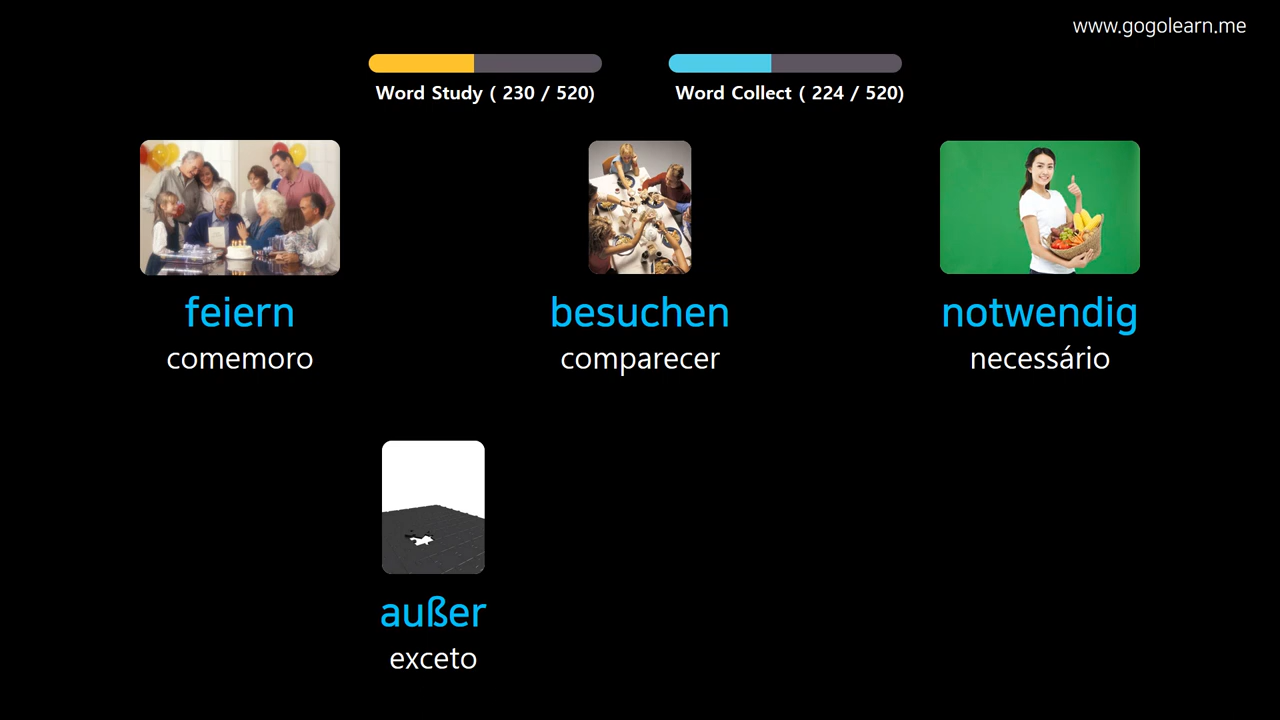 www.gogolearn.me
Word Study ( 230 / 520)
Word Collect ( 224 / 520)
feiern
comemoro
besuchen
comparecer
notwendig
necessário
außer
exceto